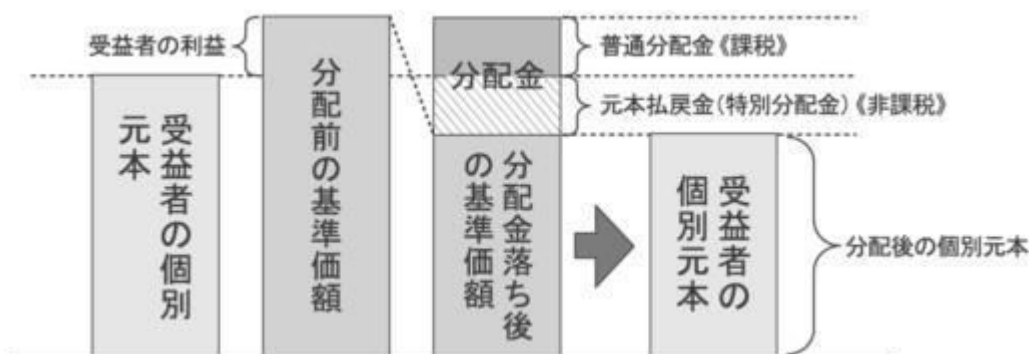 受益者の利益
受益者の個別
元本
分配前の基準価額
分配金
分配金落ち後
の基準価額
普通分配金《課税》
元本払戻金(特別分配金)《非課税》
受益者の
個別元本
分配後の個別元本